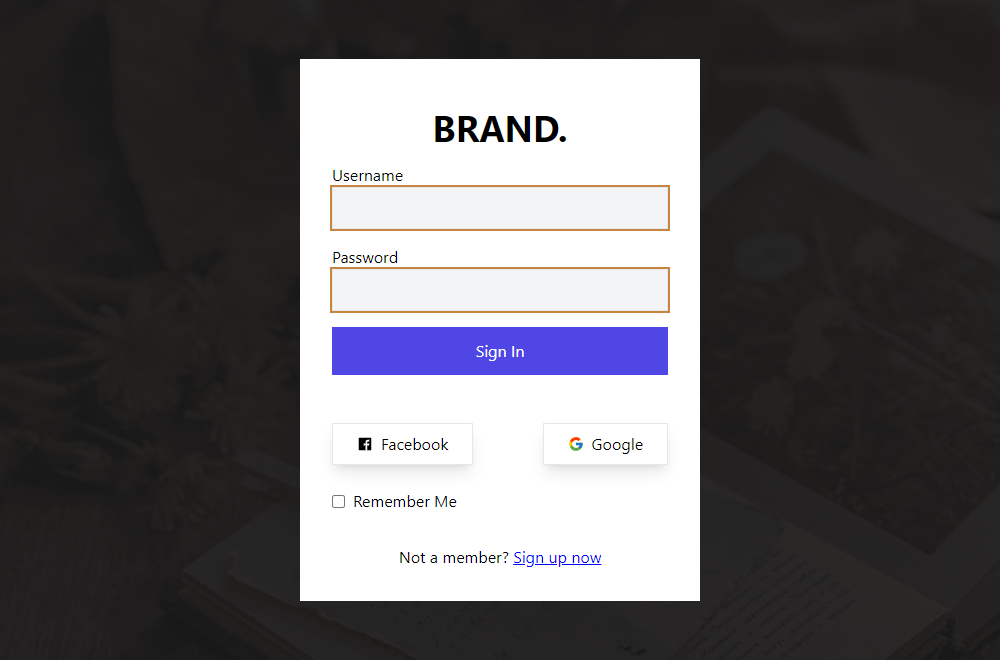 BRAND.
Username
Password
Sign In
Facebook
Google
Remember Me
Not a member? Sign up now